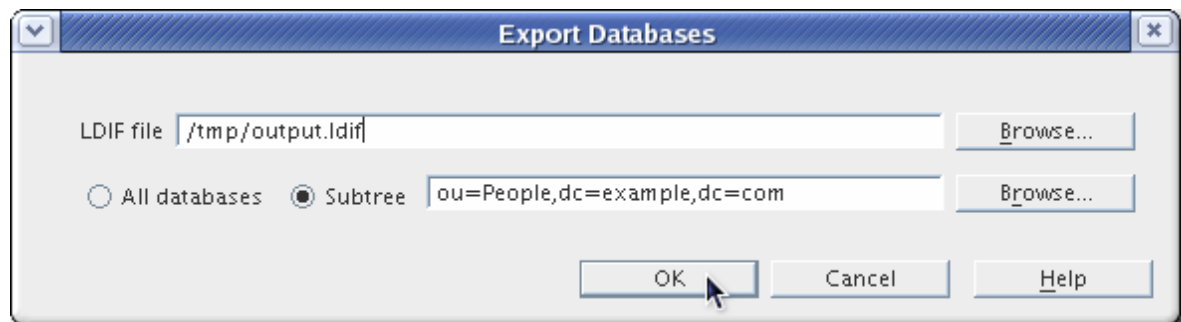 Export Databases
LDIF file /tmp/output.ldif Browse...
All databases Subtree ou=People,dc=example,dc=com Browse...
OK Cancel Help